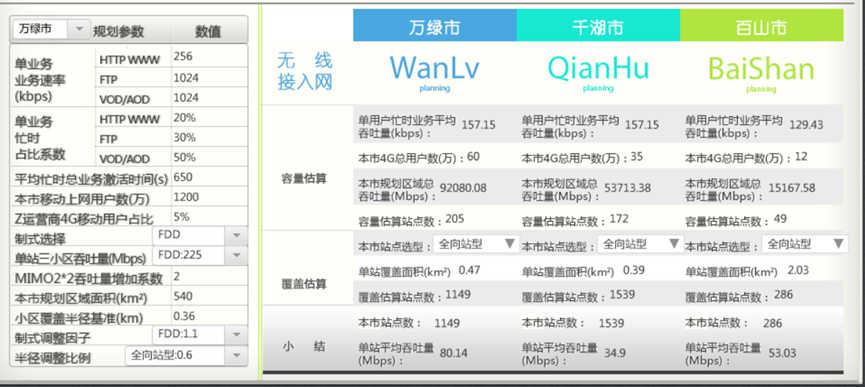 万绿市 规划参数 数值
单业务业务速率(kbps)
HTTP WWW 256
FTP 1024
VOD/AOD 1024
单业务忙时占比系数
HTTP WWW 20%
FTP 30%
VOD/AOD 50%
平均忙时总业务激活时间(s) 650
本市移动上网用户数(万) 1200
Z运营商4G移动用户占比 5%
制式选择 FDD
单站三小区吞吐量(Mbps) FDD:225
MIMO2*2吞吐量增加系数 2
本市规划区域面积(km²) 540
小区覆盖半径基准(km) 0.36
制式调整因子 FDD:1.1
半径调整比例 全向站型:0.6
无线接入网
万绿市 千湖市 百山市
WanLv QianHu BaiShan
planning planning planning
容量估算
单用户忙时业务平均吞吐量(kbps)：157.15 单用户忙时业务平均吞吐量(kbps)：157.15 单用户忙时业务平均吞吐量(kbps)：129.43
本市4G总用户数(万)：60 本市4G总用户数(万)：35 本市4G总用户数(万)：12
本市规划区域总吞吐量(Mbps)：92080.08 本市规划区域总吞吐量(Mbps)：53713.38 本市规划区域总吞吐量(Mbps)：15167.58
容量估算站点数：205 容量估算站点数：172 容量估算站点数：49
覆盖估算
本市站点选型：全向站型 本市站点选型：全向站型 本市站点选型：全向站型
单站覆盖面积(km²) 0.47 单站覆盖面积(km²) 0.39 单站覆盖面积(km²) 2.03
覆盖估算站点数：1149 覆盖估算站点数：1539 覆盖估算站点数：286
小 结
本市站点数：1149 本市站点数：1539 本市站点数：286
单站平均吞吐量(Mbps)：80.14 单站平均吞吐量(Mbps)：34.9 单站平均吞吐量(Mbps)：53.03